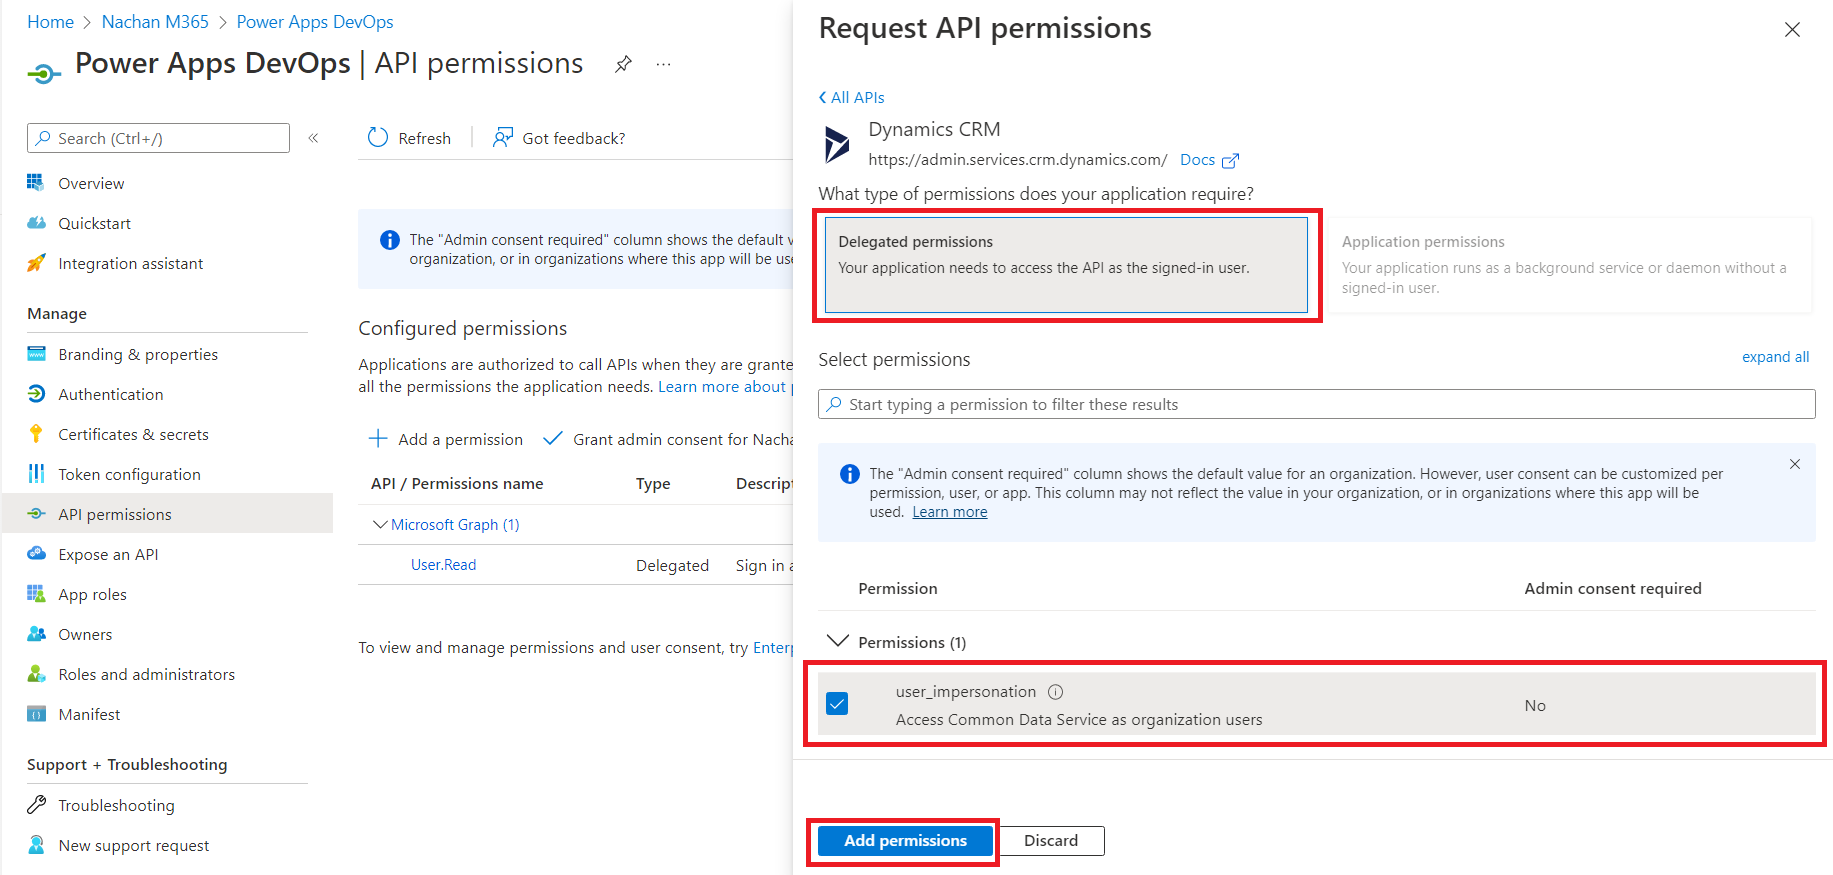 Home > Nachan M365 > Power Apps DevOps
Power Apps DevOps | API permissions
Search (Ctrl+/)
Overview
Quickstart
Integration assistant
Manage
Branding & properties
Authentication
Certificates & secrets
Token configuration
API permissions
Expose an API
App roles
Owners
Roles and administrators
Manifest
Support + Troubleshooting
Troubleshooting
New support request
Refresh
Got feedback?
The "Admin consent required" column shows the default v
organization, or in organizations where this app will be use
Configured permissions
Applications are authorized to call APIs when they are grante
all the permissions the application needs. Learn more about p
Add a permission
Grant admin consent for Nacha
API / Permissions name Type Descript
Microsoft Graph (1)
User.Read Delegated Sign in a
To view and manage permissions and user consent, try Enterp
Request API permissions
All APIs
Dynamics CRM
https://admin.services.crm.dynamics.com/ Docs
What type of permissions does your application require?
Delegated permissions
Your application needs to access the API as the signed-in user.
Application permissions
Your application runs as a background service or daemon without a
signed-in user.
Select permissions
expand all
Start typing a permission to filter these results
The "Admin consent required" column shows the default value for an organization. However, user consent can be customized per
permission, user, or app. This column may not reflect the value in your organization, or in organizations where this app will be
used. Learn more
Permission Admin consent required
Permissions (1)
user_impersonation
Access Common Data Service as organization users
No
Add permissions
Discard